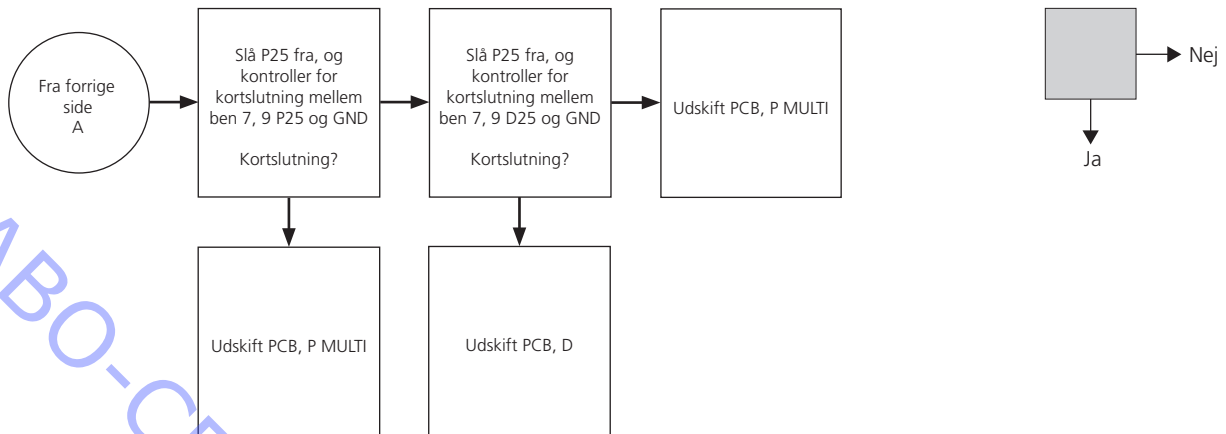 Fra forrige
side
A
Slå P25 fra, og
kontroller for
kortslutning mellem
ben 7, 9 P25 og GND
Kortslutning?
Slå P25 fra, og
kontroller for
kortslutning mellem
ben 7, 9 D25 og GND
Kortslutning?
Udskift PCB, P MULTI
Nej
Ja
Udskift PCB, P MULTI
Udskift PCB, D